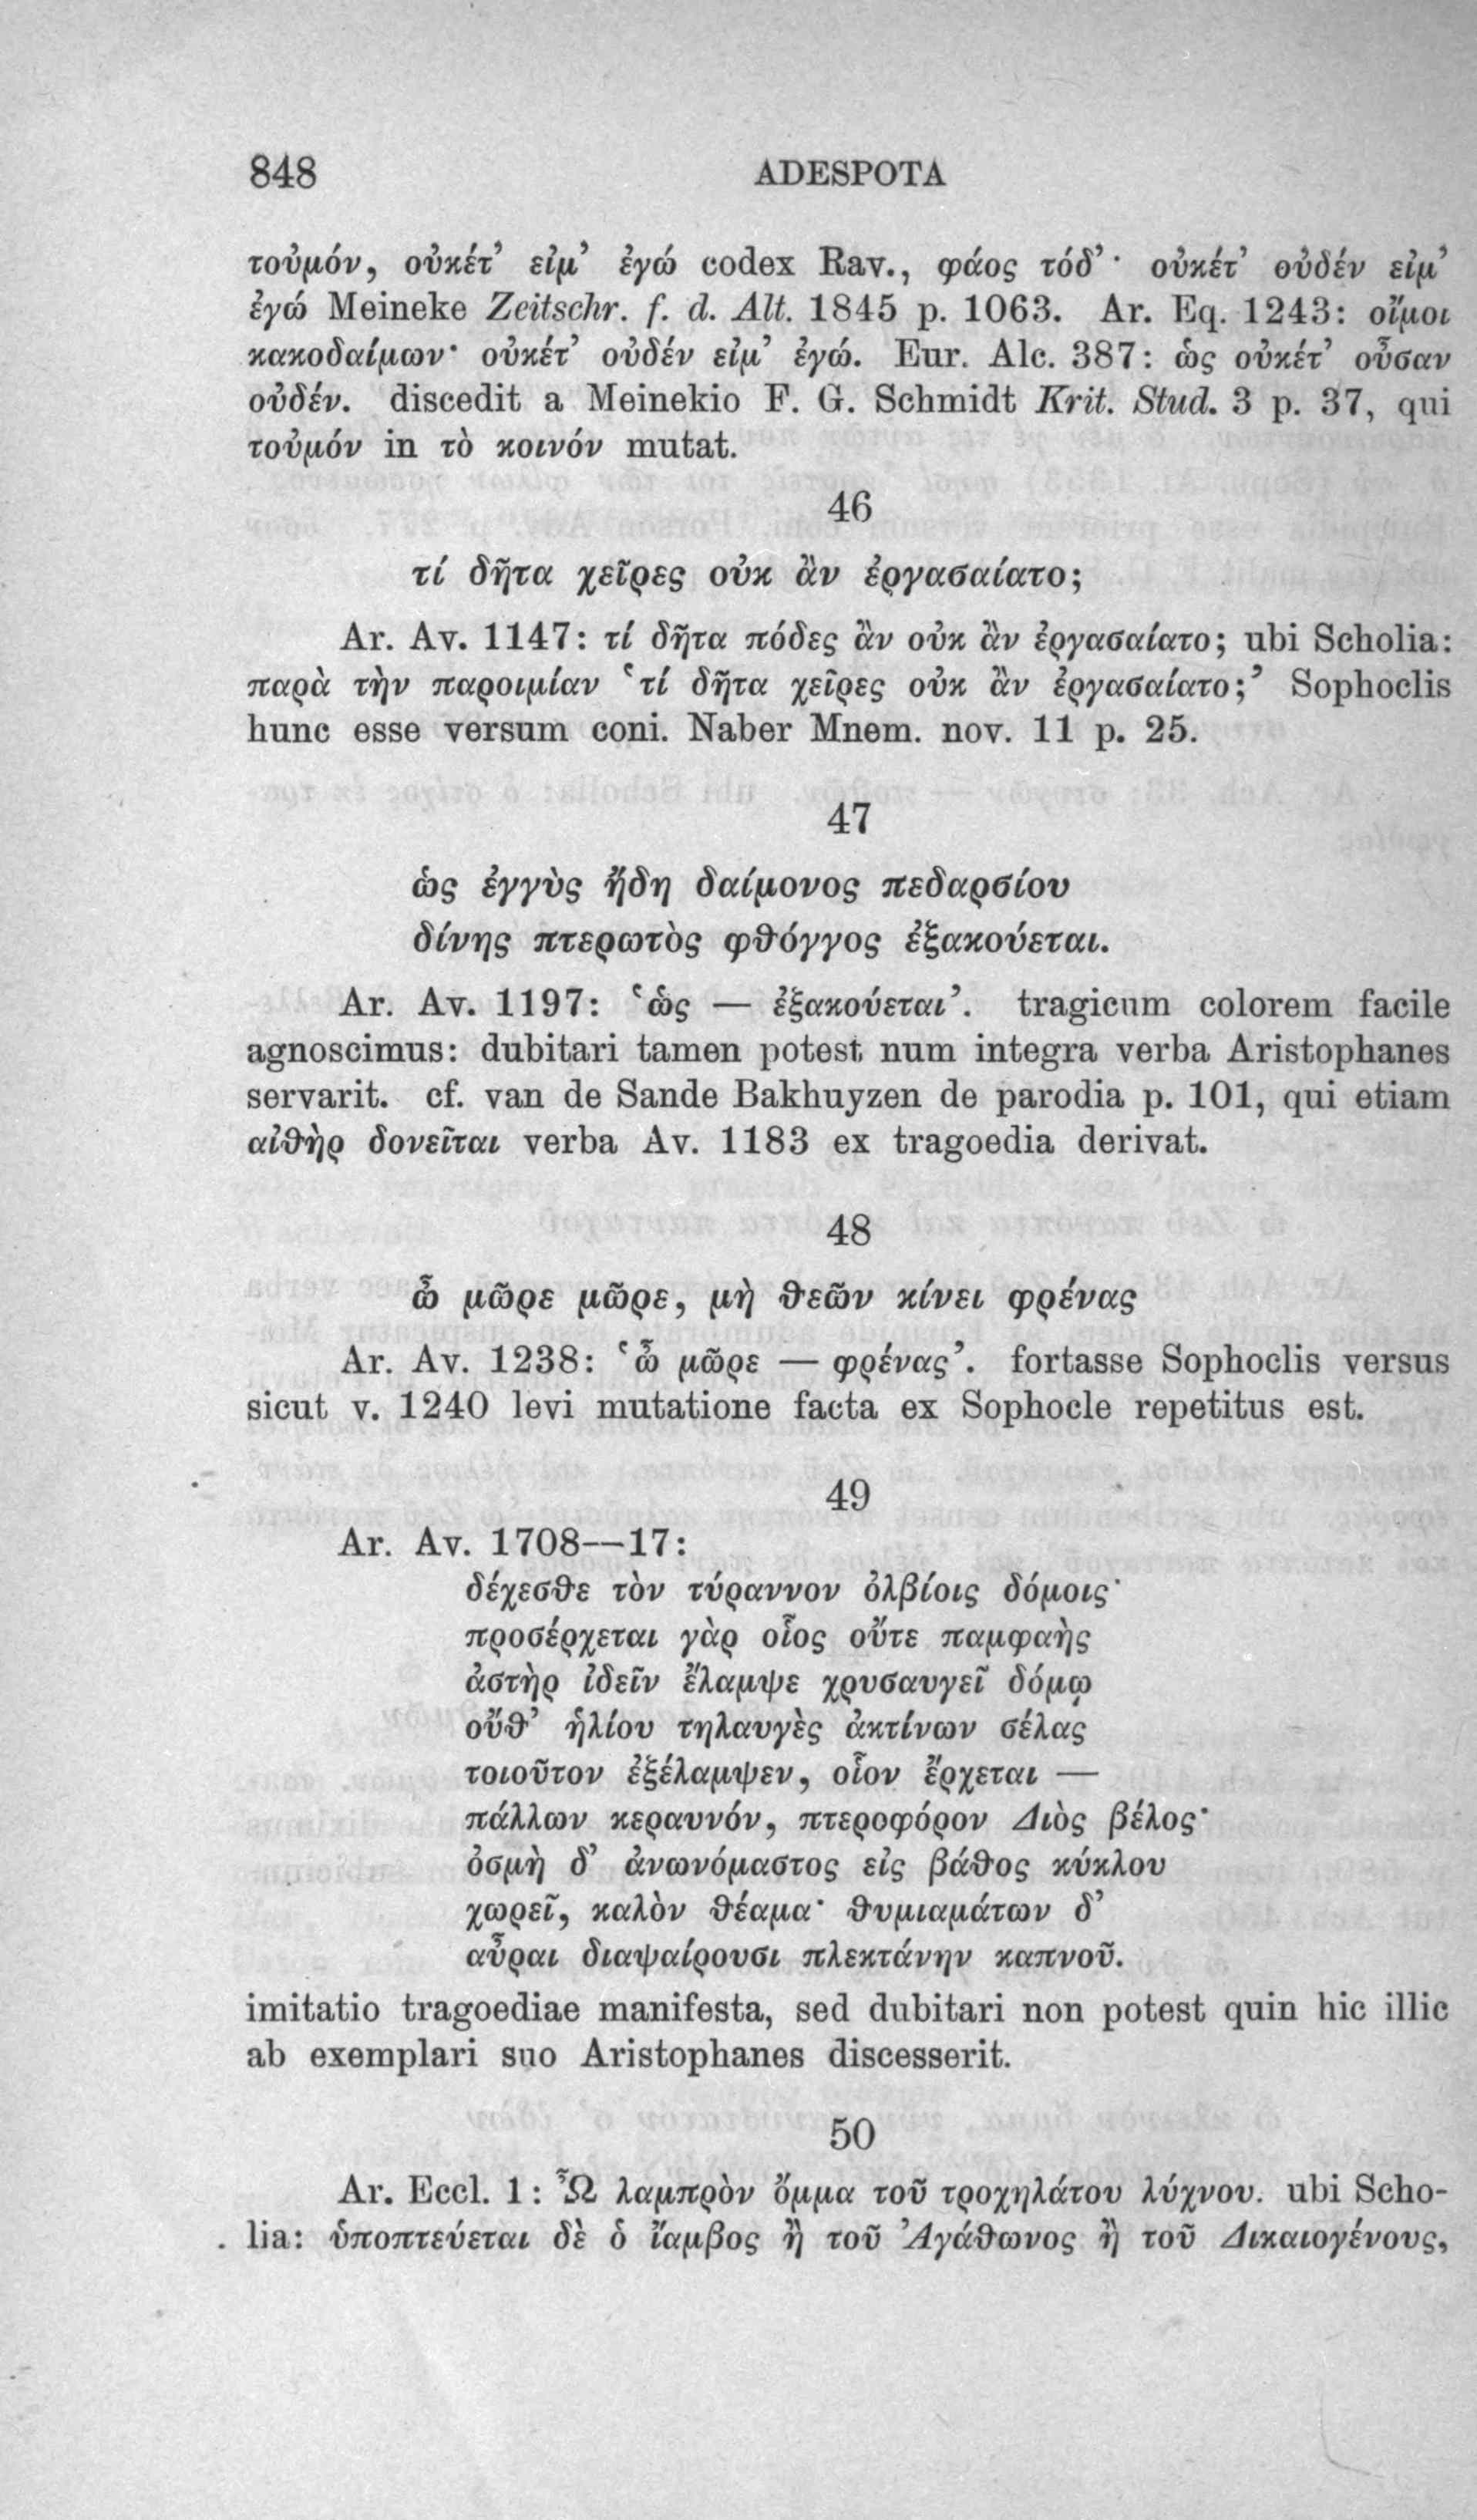 848 ADESPOTA
τοὐμόν, οὐκέτ’ εἰμ’ ἐγώ codex Rav., φάος τόδ’· οὐκέτ’ οὐδέν εἰμ’
ἐγώ Meineke Zeitschr. f. d. Alt. 1845 p. 1063. Ar. Eq. 1243: οἴμοι
κακοδαίμων· οὐκέτ’ οὐδέν εἰμ’ ἐγώ. Eur. Alc. 387: ὡς οὐκέτ’ οὖσαν
οὐδέν. discedit a Meinekio F. G. Schmidt Krit. Stud. 3 p. 37, qui
τοὐμόν in τὸ κοινόν mutat.
46
τί δῆτα χεῖρες οὐκ ἂν ἐργασαίατο;
Ar. Av. 1147: τί δῆτα πόδες ἂν οὐκ ἂν ἐργασαίατο; ubi Scholia:
παρὰ τὴν παροιμίαν ‘τί δῆτα χεῖρες οὐκ ἂν ἐργασαίατο;’ Sophoclis
hunc esse versum coni. Naber Mnem. nov. 11 p. 25.
47
ὡς ἐγγὺς ἤδη δαίμονος πεδαρσίου
δίνης πτερωτὸς φθόγγος ἐξακούεται.
Ar. Av. 1197: ‘ὡς — ἐξακούεται’. tragicum colorem facile
agnoscimus: dubitari tamen potest num integra verba Aristophanes
servarit. cf. van de Sande Bakhuyzen de parodia p. 101, qui etiam
αἰθὴρ δονεῖται verba Av. 1183 ex tragoedia derivat.
48
ὦ μῶρε μῶρε, μὴ θεῶν κίνει φρένας
Ar. Av. 1238: ‘ὦ μῶρε — φρένας’. fortasse Sophoclis versus
sicut v. 1240 levi mutatione facta ex Sophocle repetitus est.
49
Ar. Av. 1708—17:
δέχεσθε τὸν τύραννον ὀλβίοις δόμοις·
προσέρχεται γὰρ οἷος οὔτε παμφαὴς
ἀστὴρ ἰδεῖν ἔλαμψε χρυσαυγεῖ δόμῳ
οὔθ’ ἡλίου τηλαυγὲς ἀκτίνων σέλας
τοιοῦτον ἐξέλαμψεν, οἷον ἔρχεται —
πάλλων κεραυνόν, πτεροφόρον Διὸς βέλος·
ὀσμὴ δ’ ἀνωνόμαστος εἰς βάθος κύκλου
χωρεῖ, καλὸν θέαμα· θυμιαμάτων δ’
αὖραι διαψαίρουσι πλεκτάνην καπνοῦ.
imitatio tragoediae manifesta, sed dubitari non potest quin hic illic
ab exemplari suo Aristophanes discesserit.
50
Ar. Eccl. 1: Ὦ λαμπρὸν ὄμμα τοῦ τροχηλάτου λύχνου. ubi Scho-
lia: ὑποπτεύεται δὲ ὁ ἴαμβος ἢ τοῦ Ἀγάθωνος ἢ τοῦ Δικαιογένους,